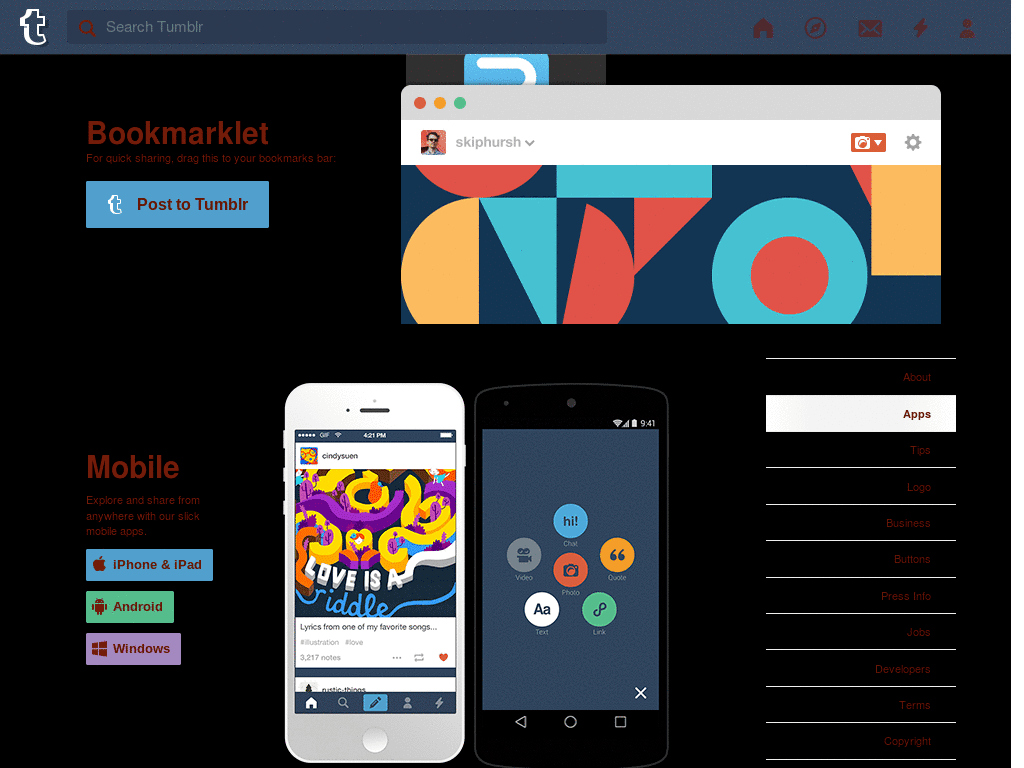 Search Tumblr
Bookmarklet
For quick sharing, drag this to your bookmarks bar:
Post to Tumblr
skiphursh
Mobile
Explore and share from
anywhere with our slick
mobile apps.
iPhone & iPad
Android
Windows
GIF
4:21 PM
cindysuen
LOVE IS A
riddle
Lyrics from one of my favorite songs...
#illustration #love
3,217 notes
rustic-things
9:41
hi!
Chat
Video
Quote
Photo
Aa
Text
Link
About
Apps
Tips
Logo
Business
Buttons
Press Info
Jobs
Developers
Terms
Copyright